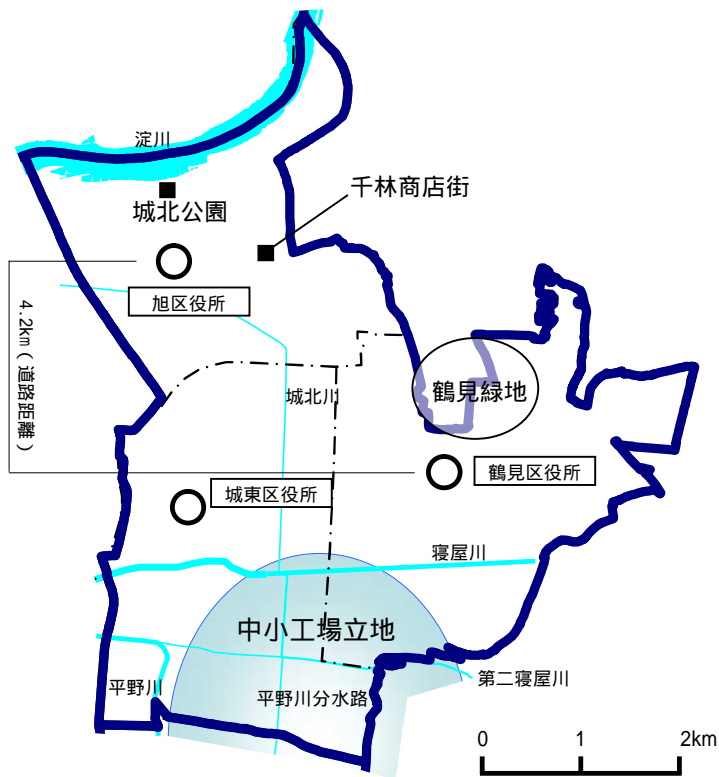 淀川
城北公園
千林商店街
旭区役所
4.2km（道路距離）
城北川
鶴見緑地
城東区役所
鶴見区役所
寝屋川
中小工場立地
平野川
平野川分水路
第二寝屋川
0 1 2km